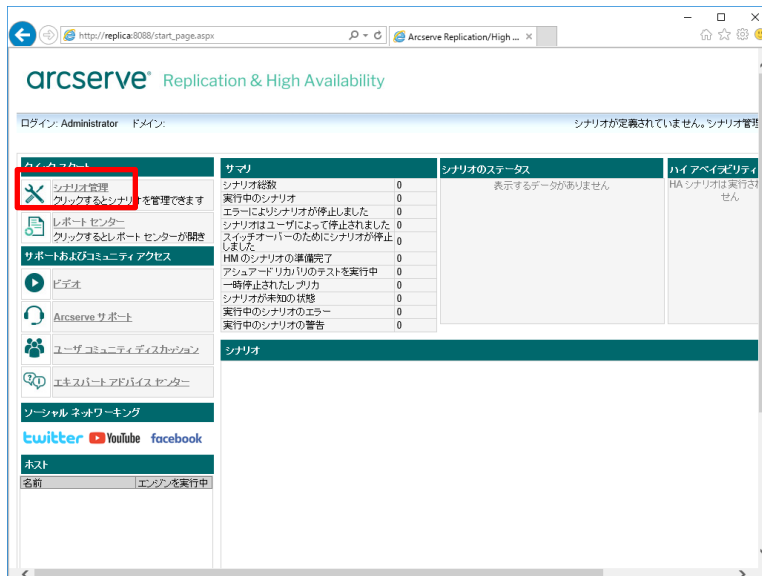 http://replica:8088/start_page.aspx
Arcserve Replication/High ...
arcserve® Replication & High Availability
ログイン: Administrator ドメイン:
シナリオが定義されていません。シナリオ管理
クイック スタート
シナリオ管理
クリックするとシナリオを管理できます
レポート センター
クリックするとレポート センターが開き
サポートおよびコミュニティ アクセス
ビデオ
Arcserve サポート
ユーザ コミュニティ ディスカッション
エキスパート アドバイス センター
ソーシャル ネットワーキング
twitter YouTube facebook
ホスト
名前 エンジンを実行中
サマリ
シナリオ総数 0
実行中のシナリオ 0
エラーによりシナリオが停止しました 0
シナリオはユーザによって停止されました 0
スイッチオーバーのためにシナリオが停止しました 0
HM のシナリオの準備完了 0
アシュアード リカバリのテストを実行中 0
一時停止されたレプリカ 0
シナリオが未知の状態 0
実行中のシナリオのエラー 0
実行中のシナリオの警告 0
シナリオのステータス
表示するデータがありません
ハイ アベイラビリティ
HA シナリオは実行さ
せん
シナリオ